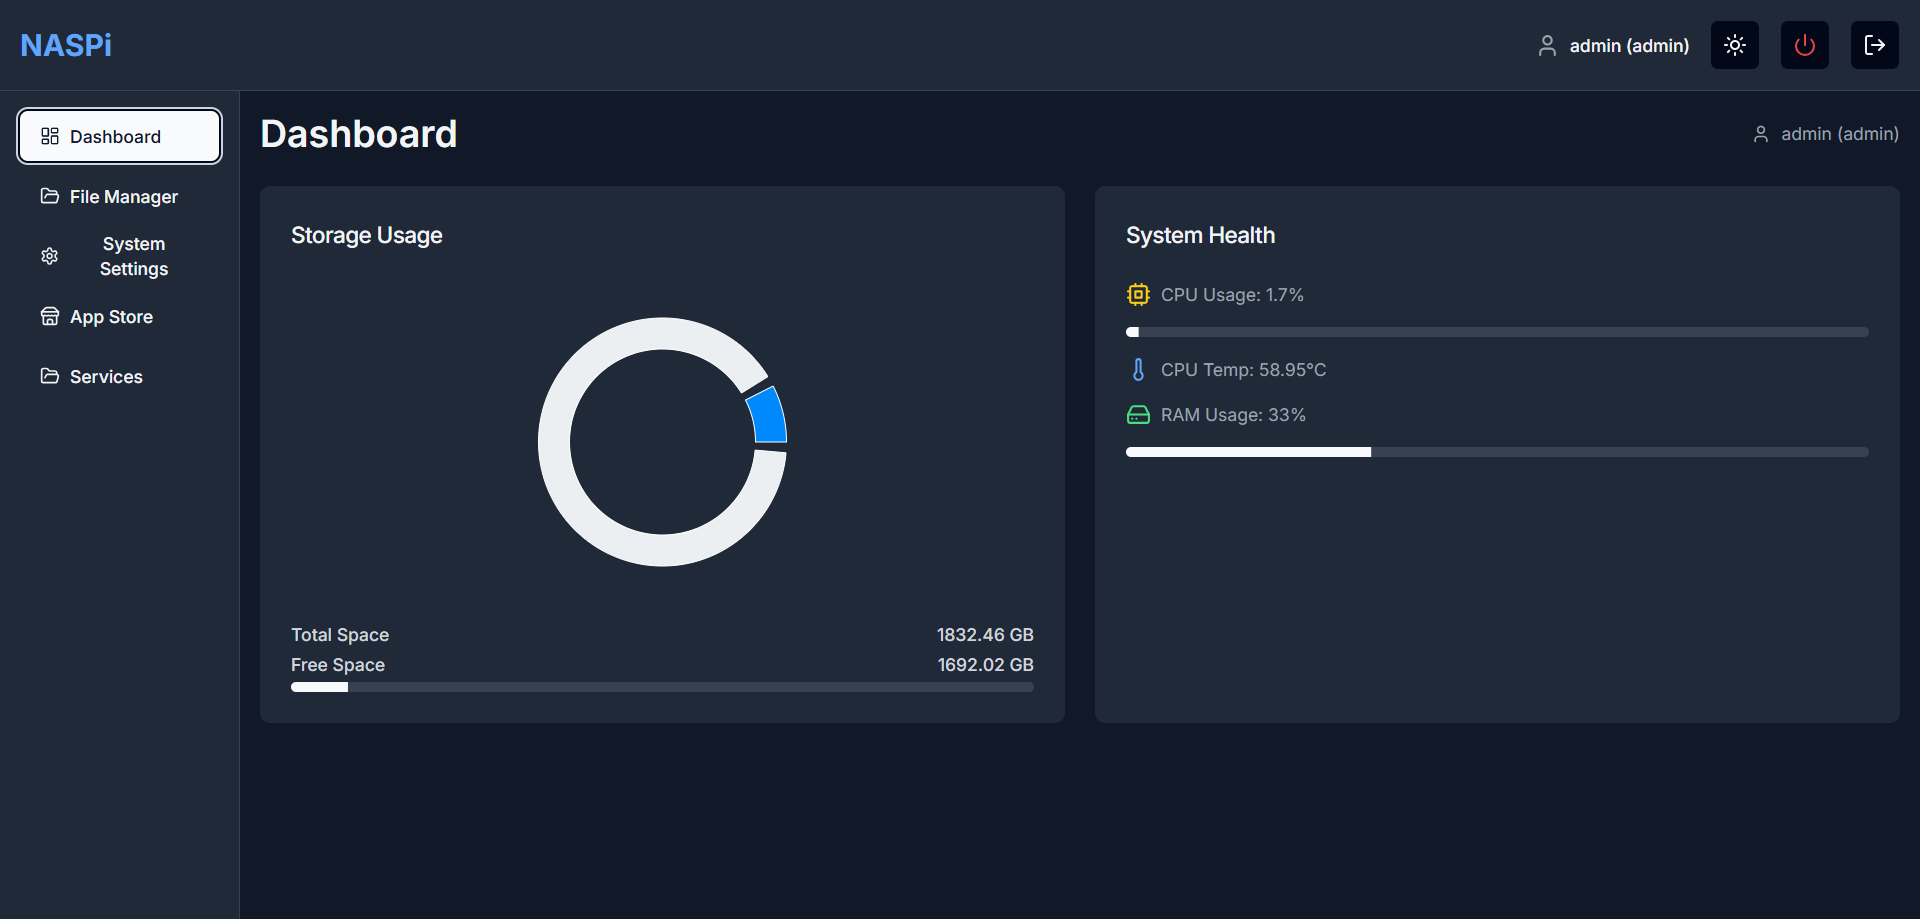 NASPi
admin (admin)
Dashboard
File Manager
System
Settings
App Store
Services
Dashboard
admin (admin)
Storage Usage
Total Space 1832.46 GB
Free Space 1692.02 GB
System Health
CPU Usage: 1.7%
CPU Temp: 58.95°C
RAM Usage: 33%